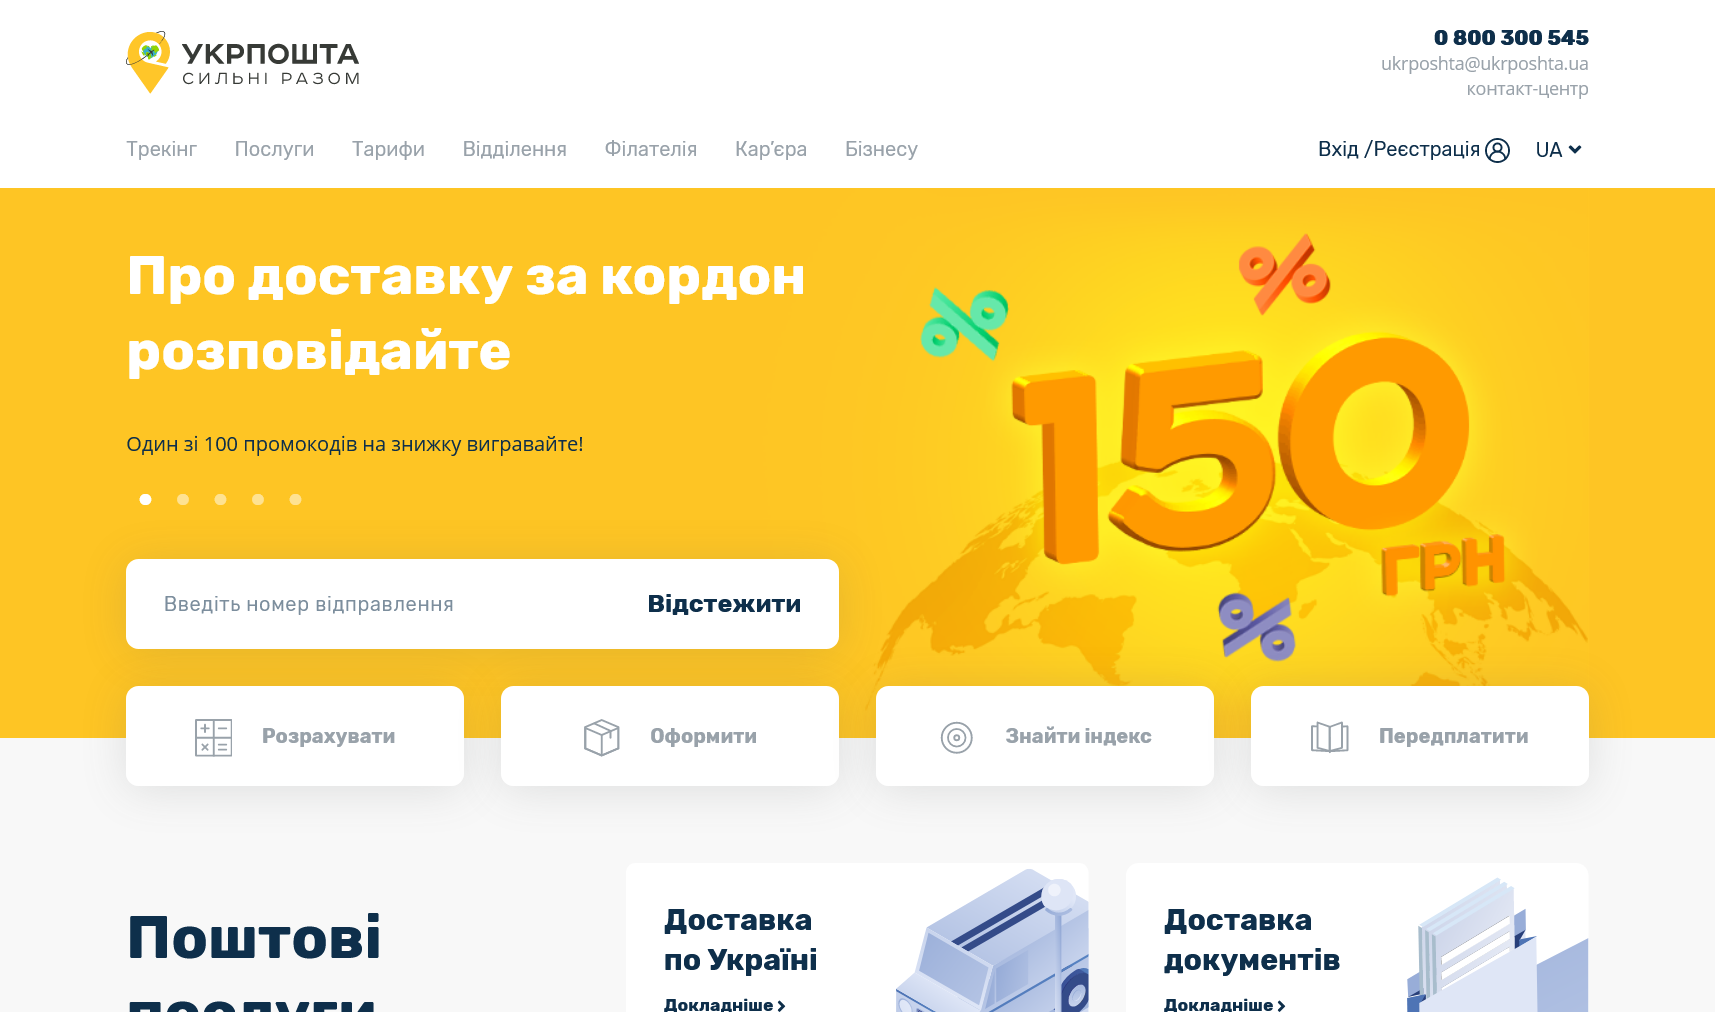 УКРПОШТА
СИЛЬНІ РАЗОМ
0 800 300 545
ukrposhta@ukrposhta.ua
контакт-центр
Трекінг Послуги Тарифи Відділення Філателія Кар’єра Бізнесу
Вхід /Реєстрація UA
Про доставку за кордон
розповідайте
Один зі 100 промокодів на знижку вигравайте!
%
%
150
ГРН
%
Введіть номер відправлення Відстежити
Розрахувати Оформити Знайти індекс Передплатити
Поштові
послуги
Доставка
по Україні
Докладніше
Доставка
документів
Докладніше